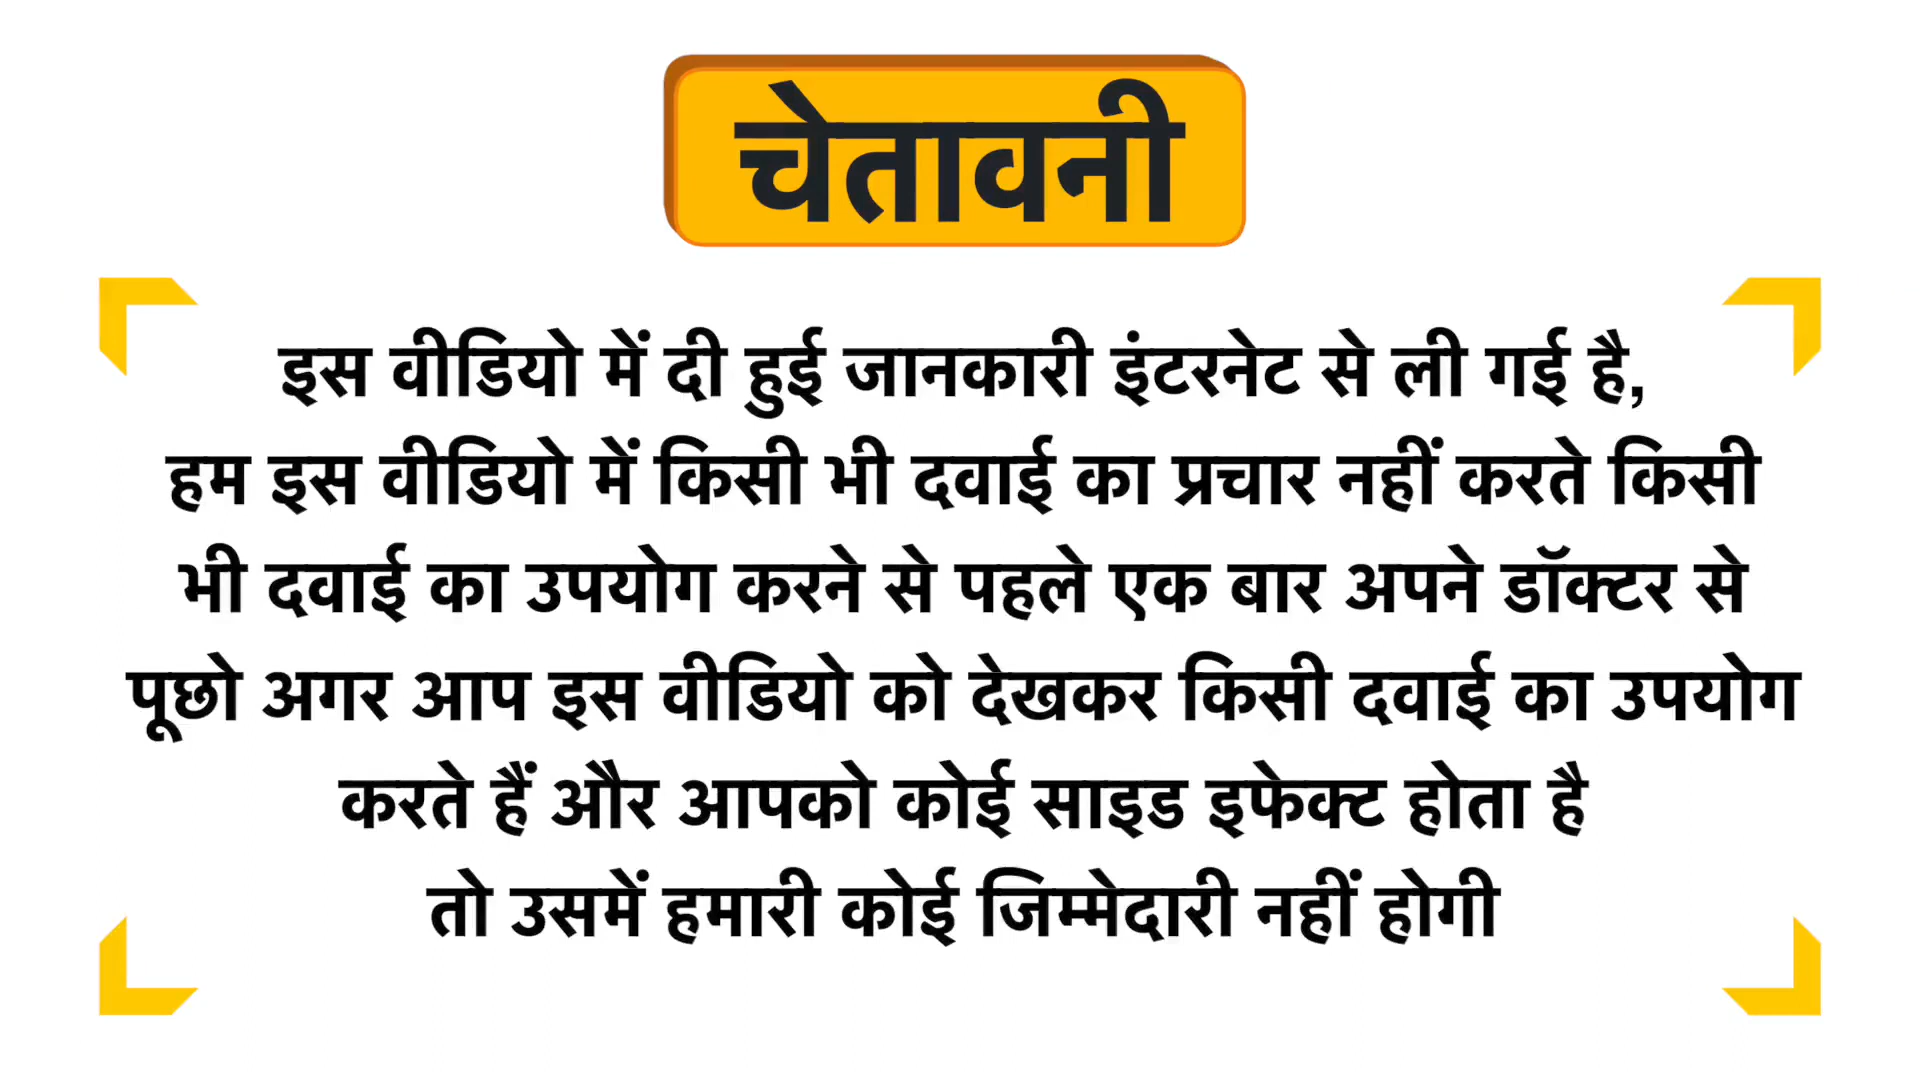 चेतावनी
इस वीडियो में दी हुई जानकारी इंटरनेट से ली गई है,
हम इस वीडियो में किसी भी दवाई का प्रचार नहीं करते किसी
भी दवाई का उपयोग करने से पहले एक बार अपने डॉक्टर से
पूछो अगर आप इस वीडियो को देखकर किसी दवाई का उपयोग
करते हैं और आपको कोई साइड इफेक्ट होता है
तो उसमें हमारी कोई जिम्मेदारी नहीं होगी